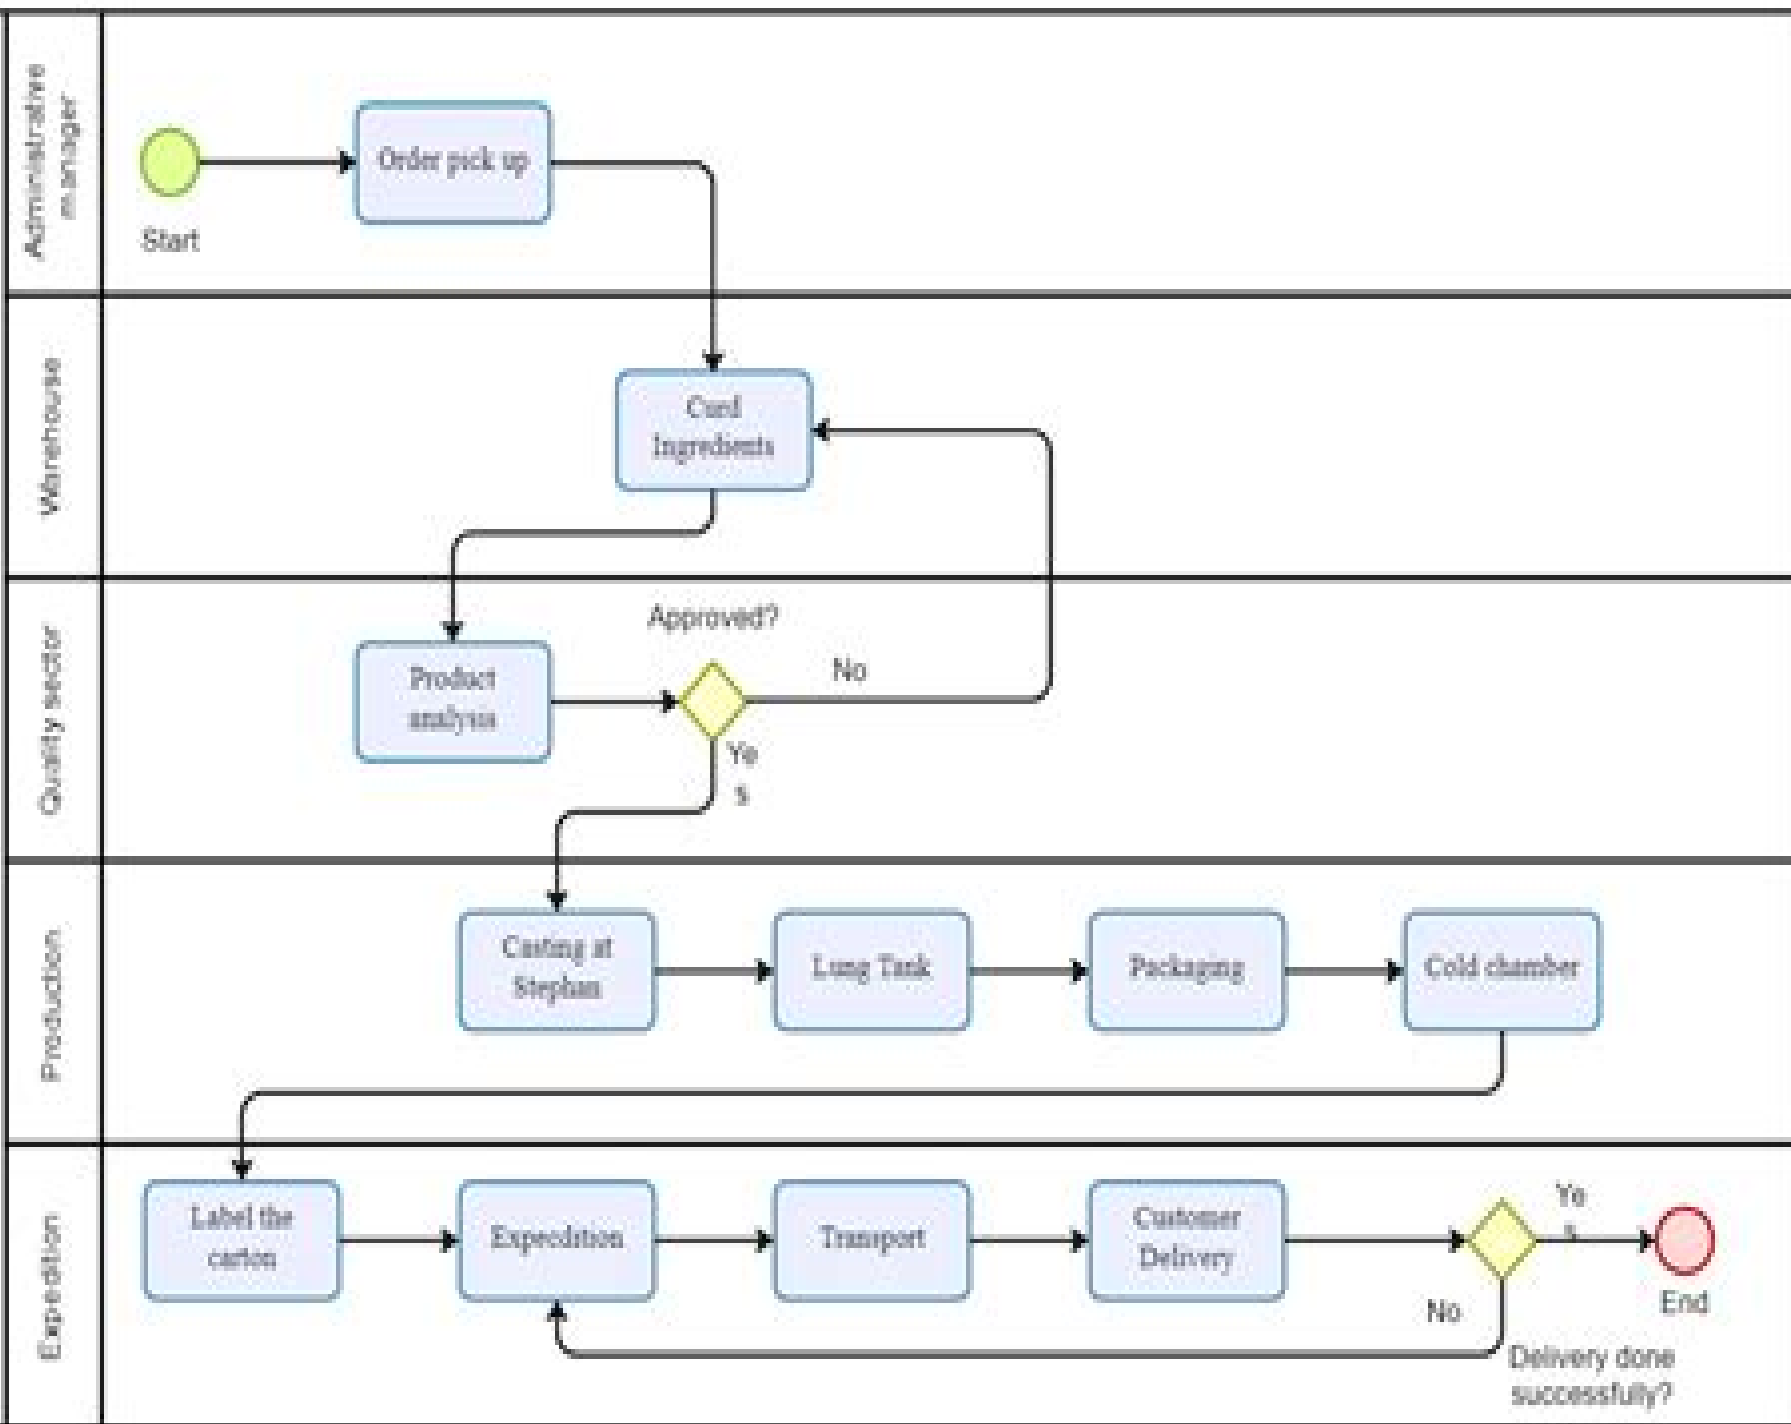 Administrative
manager
Start
Order pick up
Warehouse
Curd
Ingredients
Quality sector
Product
analysis
Approved?
No
Ye
s
Production
Casting at
Stephan
Lung Tank
Packaging
Cold chamber
Expedition
Label the
carton
Expedition
Transport
Customer
Delivery
Ye
s
No
End
Delivery done
successfully?